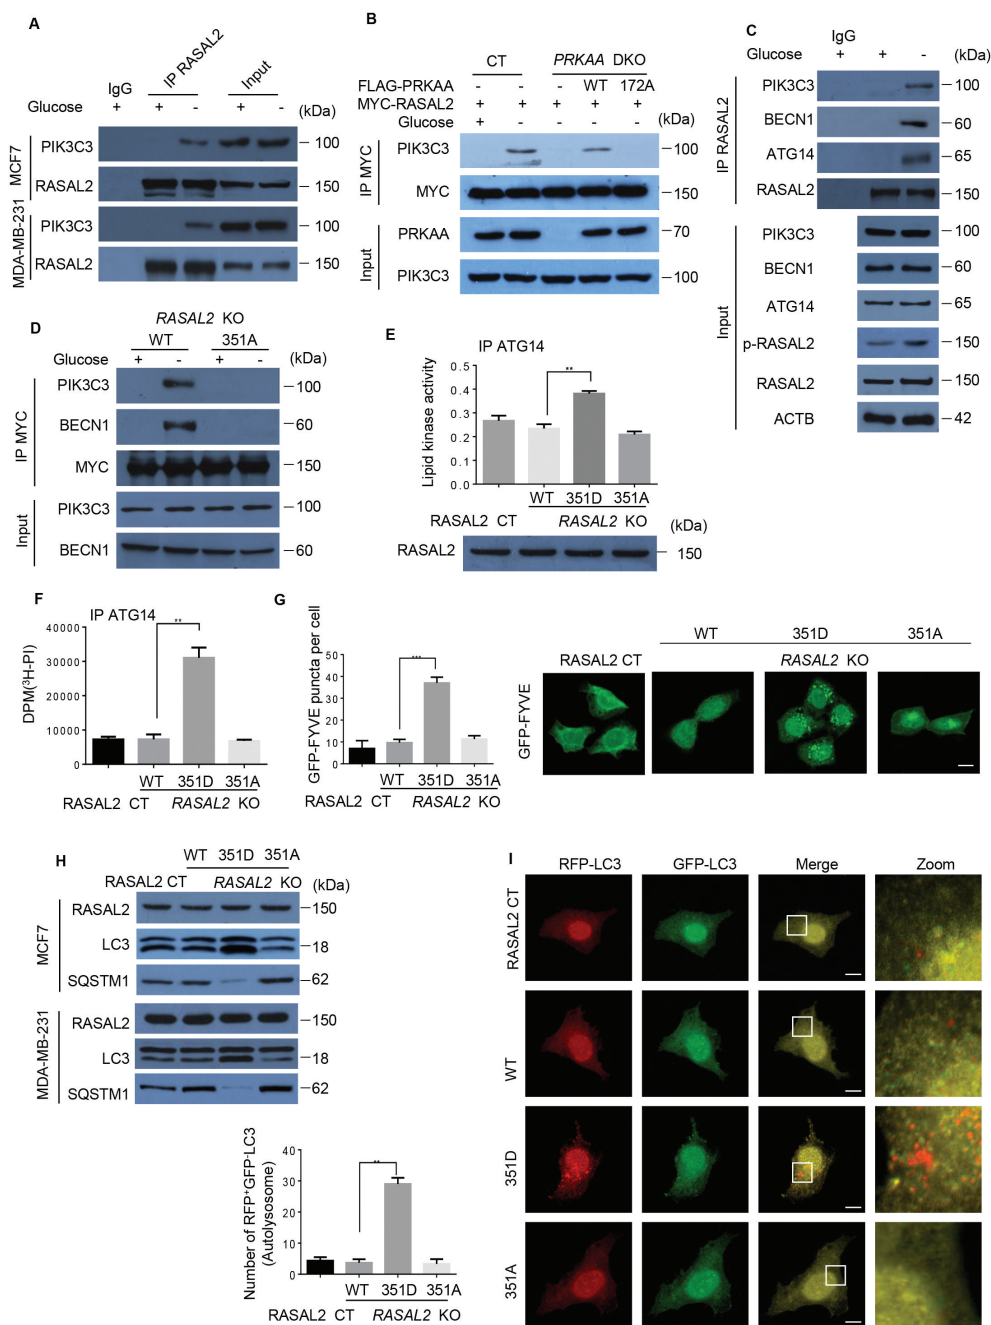 A
IgG
IP RASAL2
Input
Glucose + + - + - (kDa)
MCF7
PIK3C3 100
RASAL2 150
MDA-MB-231
PIK3C3 100
RASAL2 150
B
CT PRKAA DKO
FLAG-PRKAA - - - WT 172A
MYC-RASAL2 + + + + +
Glucose + - - - - (kDa)
IP MYC
PIK3C3 100
MYC 150
Input
PRKAA 70
PIK3C3 100
C
IgG
Glucose + + - (kDa)
IP RASAL2
PIK3C3 100
BECN1 60
ATG14 65
RASAL2 150
Input
PIK3C3 100
BECN1 60
ATG14 65
p-RASAL2 150
RASAL2 150
ACTB 42
D
RASAL2 KO
WT 351A
Glucose + - + - (kDa)
IP MYC
PIK3C3 100
BECN1 60
MYC 150
Input
PIK3C3 100
BECN1 60
E
IP ATG14
Lipid kinase activity
0.5
0.4
0.3
0.2
0.1
0.0
**
WT 351D 351A
RASAL2 CT RASAL2 KO
(kDa)
RASAL2 150
F
IP ATG14
DPM(³H-PI)
40000
30000
20000
10000
0
**
WT 351D 351A
RASAL2 CT RASAL2 KO
G
GFP-FYVE puncta per cell
50
40
30
20
10
0
***
WT 351D 351A
RASAL2 CT RASAL2 KO
WT 351D 351A
RASAL2 CT RASAL2 KO
GFP-FYVE
H
WT 351D 351A
RASAL2 CT RASAL2 KO (kDa)
MCF7
RASAL2 150
LC3 18
SQSTM1 62
MDA-MB-231
RASAL2 150
LC3 18
SQSTM1 62
Number of RFP⁺GFP⁻LC3
(Autolysosome)
40
30
20
10
0
**
WT 351D 351A
RASAL2 CT RASAL2 KO
I
RFP-LC3 GFP-LC3 Merge Zoom
RASAL2 CT
WT
351D
351A